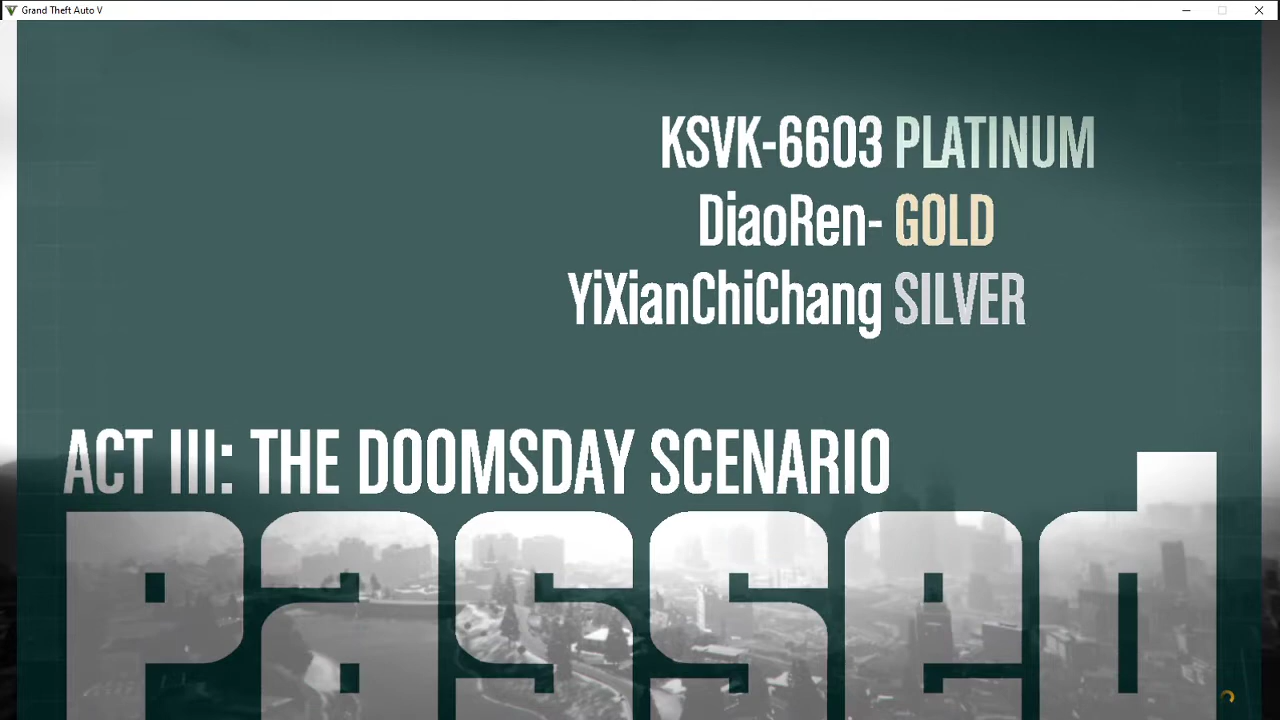 Grand Theft Auto V
KSVK-6603 PLATINUM
DiaoRen- GOLD
YiXianChiChang SILVER
ACT III: THE DOOMSDAY SCENARIO
passed